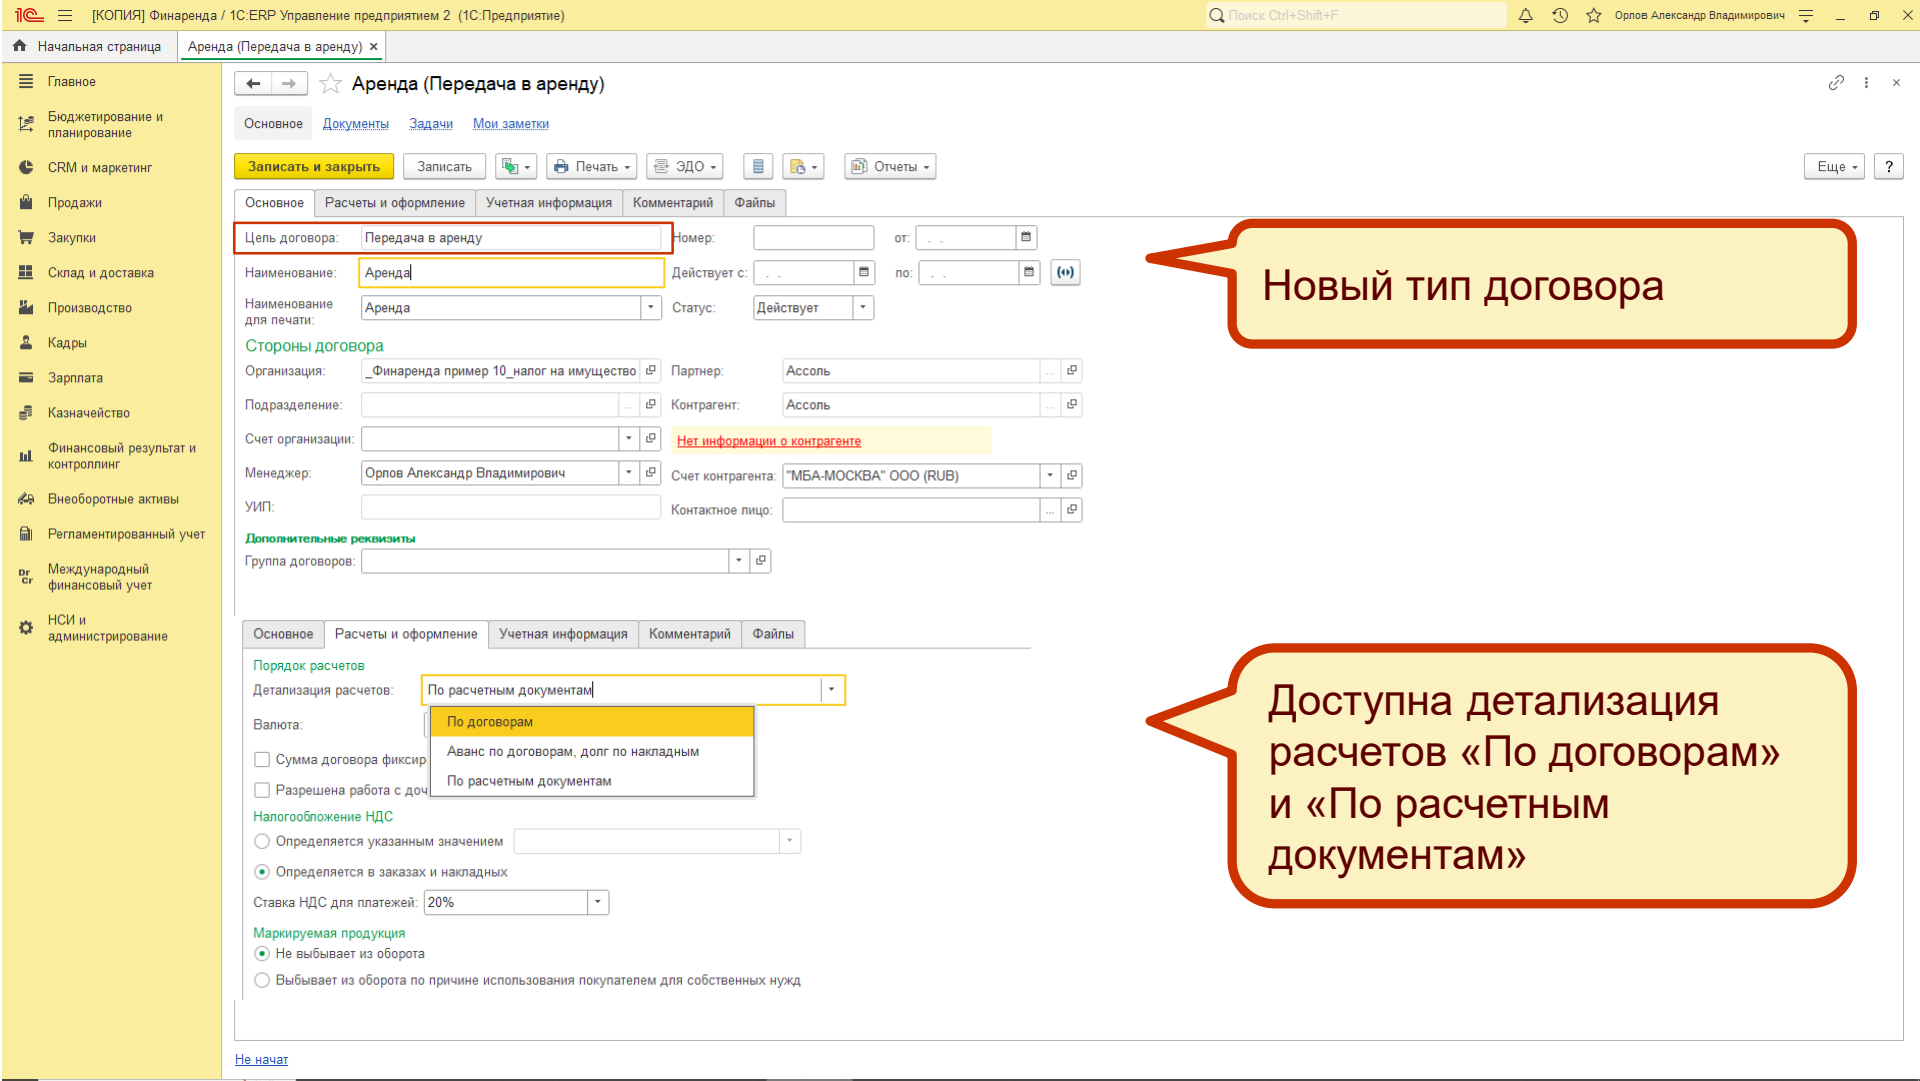 [КОПИЯ] Финаренда / 1С:ERP Управление предприятием 2 (1С:Предприятие)
Поиск Ctrl+Shift+F
Орлов Александр Владимирович
Начальная страница
Аренда (Передача в аренду) ×
Главное
Бюджетирование и
планирование
CRM и маркетинг
Продажи
Закупки
Склад и доставка
Производство
Кадры
Зарплата
Казначейство
Финансовый результат и
контроллинг
Внеоборотные активы
Регламентированный учет
Dr
Cr
Международный
финансовый учет
НСИ и
администрирование
Аренда (Передача в аренду)
Основное Документы Задачи Мои заметки
Записать и закрыть Записать Печать ЭДО Отчеты Еще ?
Основное Расчеты и оформление Учетная информация Комментарий Файлы
Цель договора: Передача в аренду Номер: от: . .
Наименование: Аренда Действует с: . . по: . .
Наименование
для печати: Аренда Статус: Действует
Стороны договора
Организация: _Финаренда пример 10_налог на имущество Партнер: Ассоль ...
Подразделение: ... Контрагент: Ассоль ...
Счет организации: Нет информации о контрагенте
Менеджер: Орлов Александр Владимирович Счет контрагента: "МБА-МОСКВА" ООО (RUB)
УИП: Контактное лицо: ...
Дополнительные реквизиты
Группа договоров:
Новый тип договора
Основное Расчеты и оформление Учетная информация Комментарий Файлы
Порядок расчетов
Детализация расчетов: По расчетным документам
По договорам
Валюта:
Аванс по договорам, долг по накладным
Сумма договора фиксир
По расчетным документам
Разрешена работа с доч
Налогообложение НДС
Определяется указанным значением
Определяется в заказах и накладных
Ставка НДС для платежей: 20%
Маркируемая продукция
Не выбывает из оборота
Выбывает из оборота по причине использования покупателем для собственных нужд
Доступна детализация
расчетов «По договорам»
и «По расчетным
документам»
Не начат